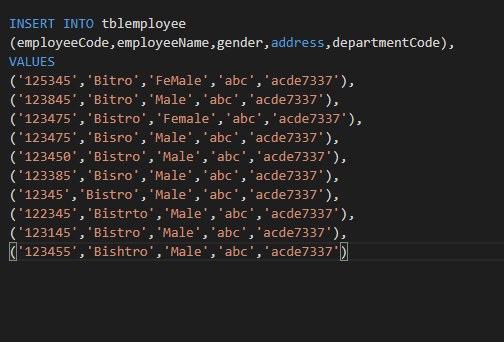 INSERT INTO tblemployee
(employeeCode,employeeName,gender,address,departmentCode),
VALUES
('125345','Bitro','FeMale','abc','acde7337'),
('123845','Bitro','Male','abc','acde7337'),
('123475','Bistro','Female','abc','acde7337'),
('123475','Bisro','Male','abc','acde7337'),
('123450','Bistro','Male','abc','acde7337'),
('123385','Bisro','Male','abc','acde7337'),
('12345','Bistro','Male','abc','acde7337'),
('122345','Bistrto','Male','abc','acde7337'),
('123145','Bistro','Male','abc','acde7337'),
('123455','Bishtro','Male','abc','acde7337')